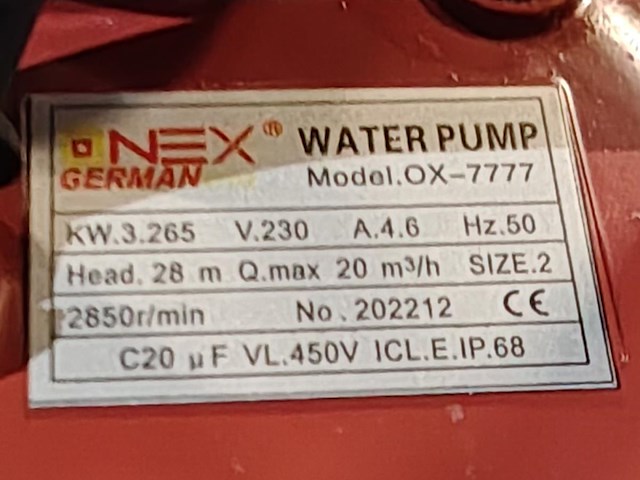 ONEX® WATER PUMP
GERMAN Model.OX-7777
KW.3.265 V.230 A.4.6 Hz.50
Head. 28 m Q.max 20 m³/h SIZE.2
2850r/min No.202212 CE
C20 μF VL.450V ICL.E.IP.68